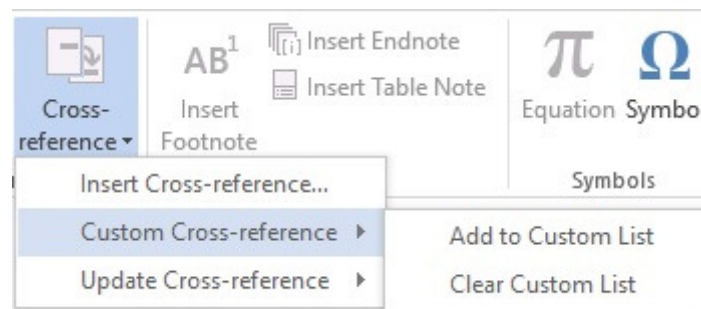 AB1
Insert Endnote
Insert Table Note
π
Ω
Cross-
reference
Insert
Footnote
Equation
Symbo
Symbols
Insert Cross-reference...
Custom Cross-reference
Update Cross-reference
Add to Custom List
Clear Custom List